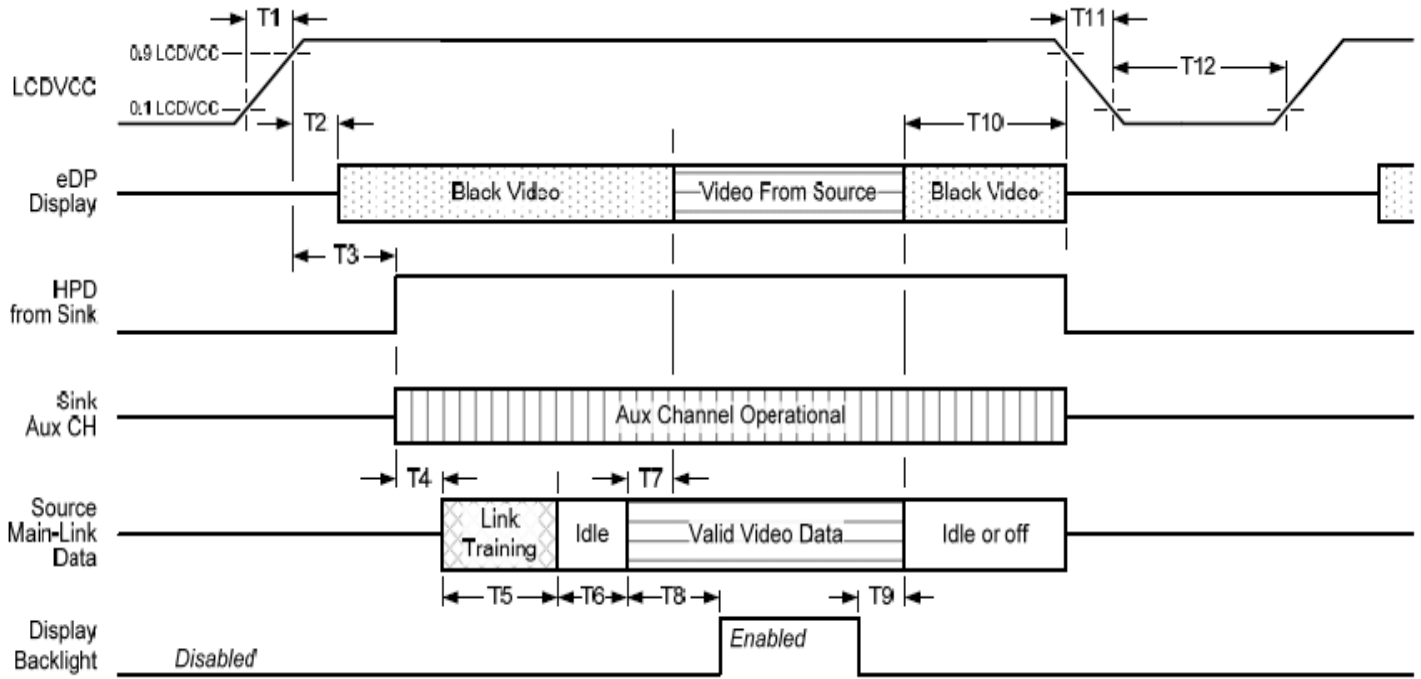 T1
T11
0.9 LCDVCC
T12
LCDVCC
0.1 LCDVCC
T2
T10
eDP
Display
Black Video
Video From Source
Black Video
T3
HPD
from Sink
Sink
Aux CH
Aux Channel Operational
T4
T7
Source
Main-Link
Data
Link
Training
Idle
Valid Video Data
Idle or off
T5
T6
T8
T9
Display
Backlight
Disabled
Enabled